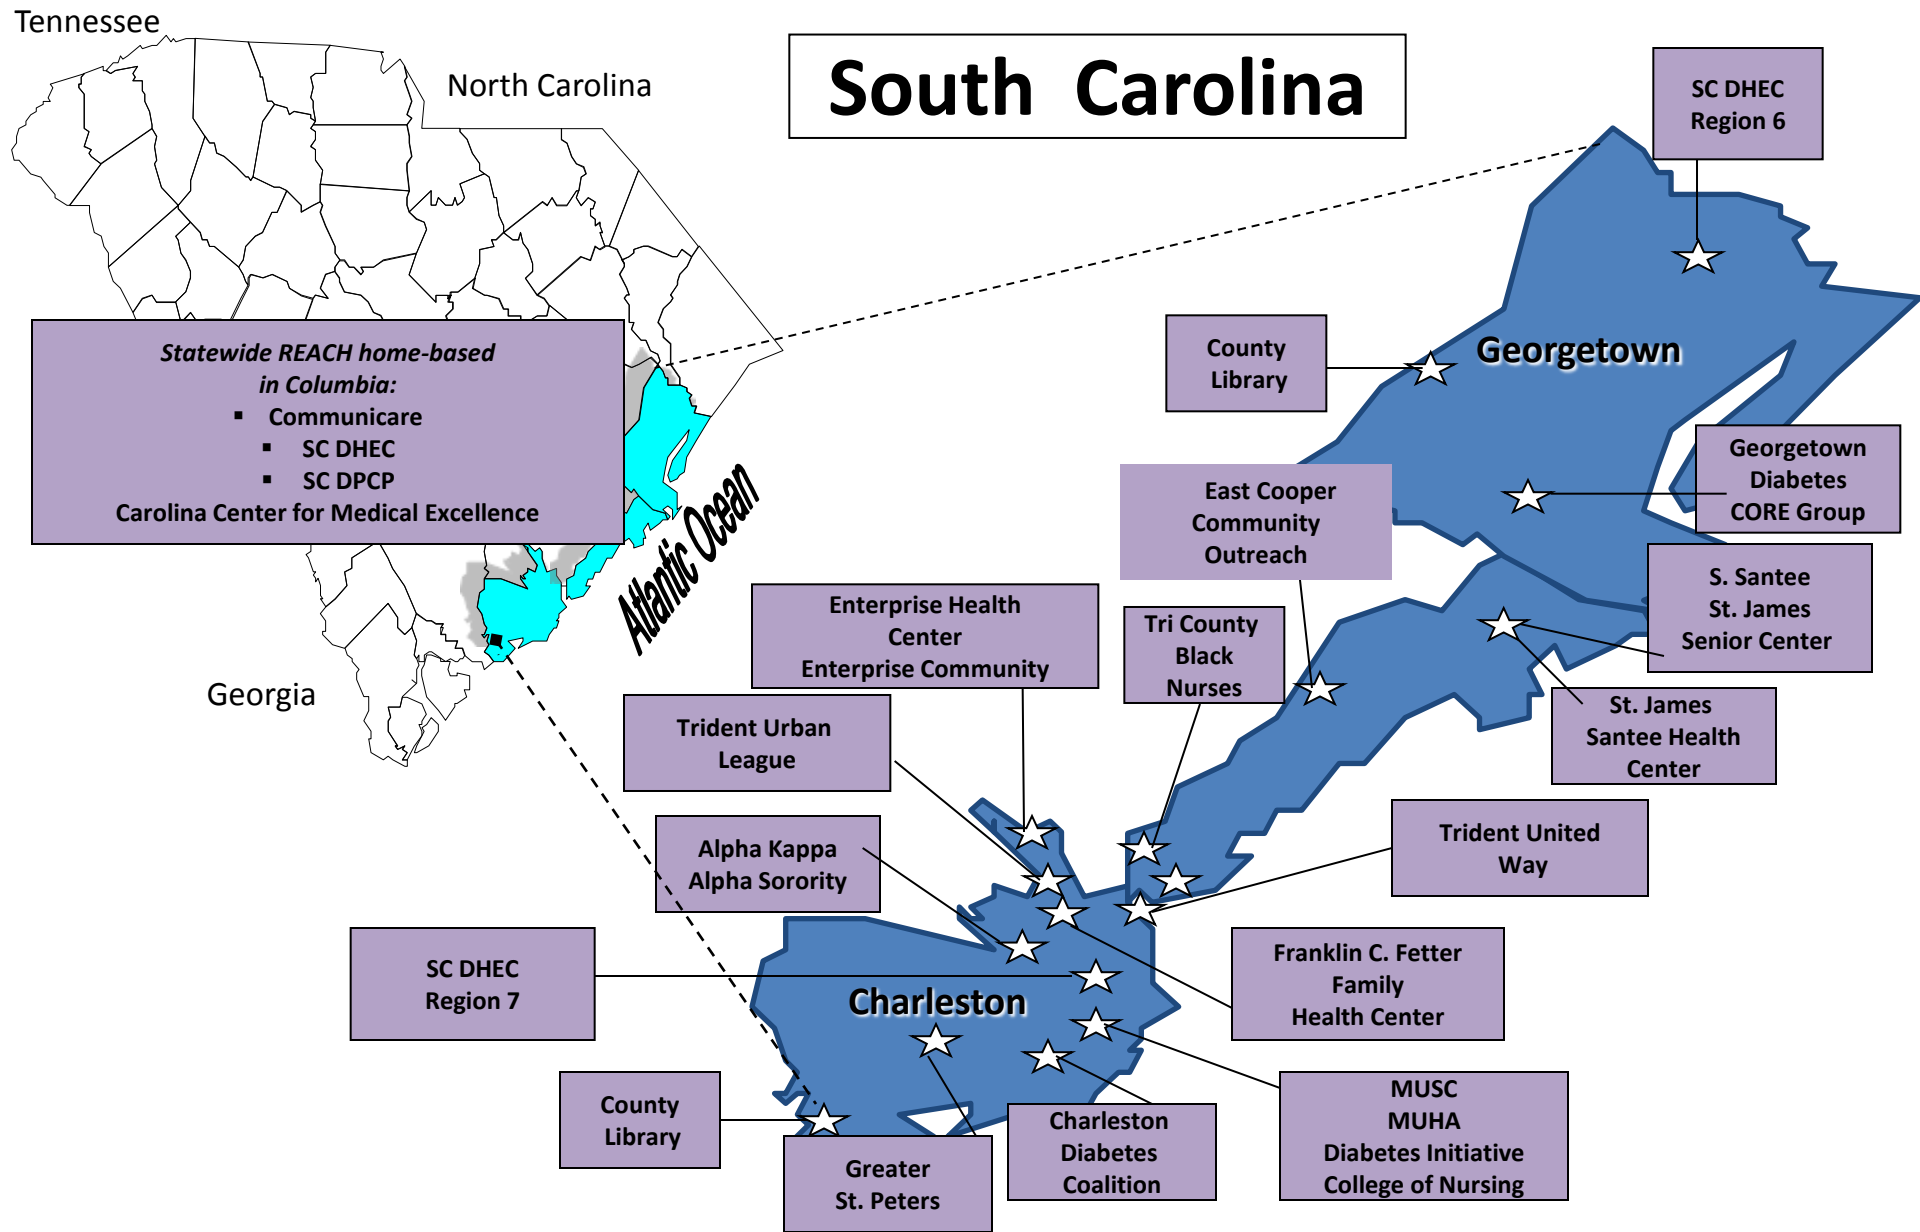 Tennessee
North Carolina
South Carolina
SC DHEC
Region 6
Statewide REACH home-based
in Columbia:
▪ Communicare
▪ SC DHEC
▪ SC DPCP
Carolina Center for Medical Excellence
County
Library
Georgetown
Georgetown
Diabetes
CORE Group
East Cooper
Community
Outreach
Atlantic Ocean
S. Santee
St. James
Senior Center
Enterprise Health
Center
Enterprise Community
Tri County
Black
Nurses
Georgia
St. James
Santee Health
Center
Trident Urban
League
Trident United
Way
Alpha Kappa
Alpha Sorority
SC DHEC
Region 7
Charleston
Franklin C. Fetter
Family
Health Center
County
Library
Greater
St. Peters
Charleston
Diabetes
Coalition
MUSC
MUHA
Diabetes Initiative
College of Nursing